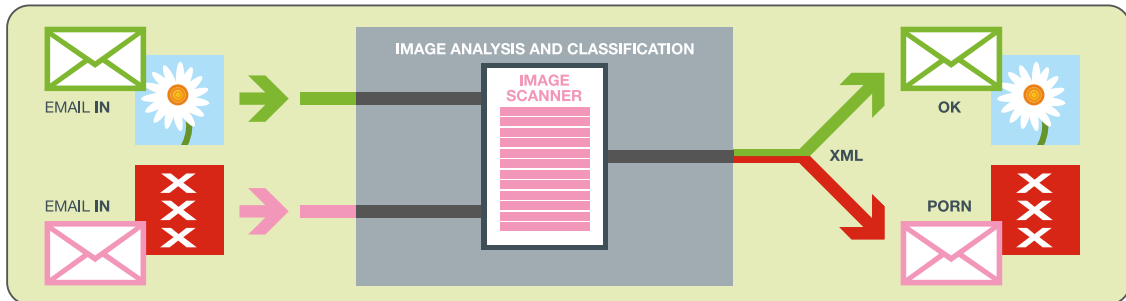 IMAGE ANALYSIS AND CLASSIFICATION
EMAIL IN
IMAGE
SCANNER
OK
XML
EMAIL IN
X
X
X
PORN
X
X
X